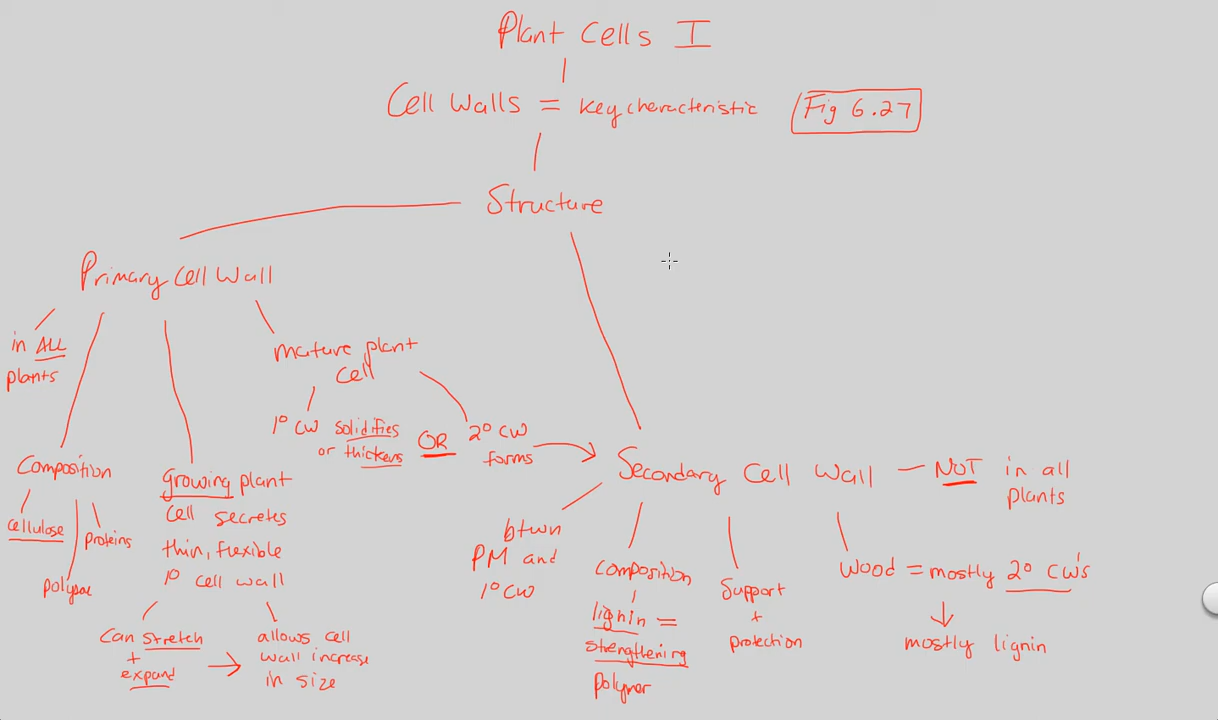 Plant Cells I
Cell Walls = key characteristic
Fig 6.27
Structure
Primary Cell Wall
in ALL
plants
Composition
cellulose
polysac
proteins
growing plant
cell secretes
thin, flexible
1° cell wall
Can stretch
+
expand
allows cell
wall increase
in size
mature plant
cell
1° CW solidifies
or thickens
OR
2° CW
forms
Secondary Cell Wall
NOT in all
plants
btwn
PM and
1° CW
composition
lignin =
strengthening
polymer
Support
+
protection
Wood = mostly 2° CW's
mostly lignin